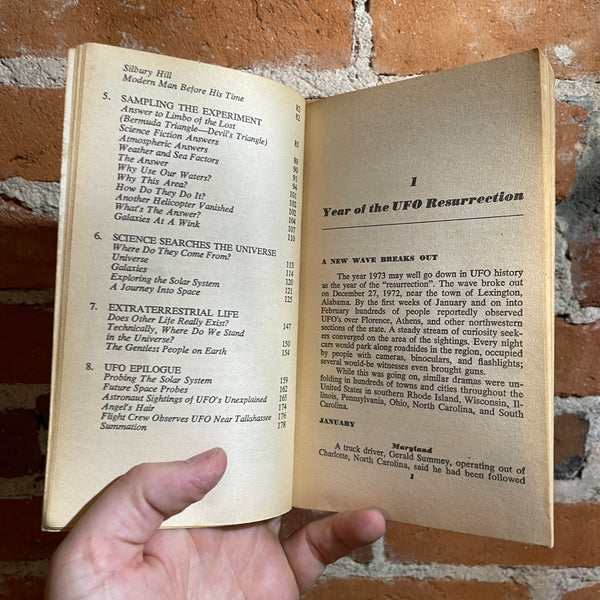 Silbury Hill
Modern Man Before His Time 82
5. SAMPLING THE EXPERIMENT 82
Answer to Limbo of the Lost
(Bermuda Triangle—Devil's Triangle) 85
Science Fiction Answers
Atmospheric Answers 89
Weather and Sea Factors 90
The Answer 91
Why Use Our Waters? 94
Why This Area? 101
How Do They Do It? 102
Another Helicopter Vanished 102
What's The Answer? 104
Galaxies At A Wink 107
110
6. SCIENCE SEARCHES THE UNIVERSE
Where Do They Come From? 113
Universe 114
Galaxies 120
Exploring the Solar System 121
A Journey Into Space 125
7. EXTRATERRESTRIAL LIFE
Does Other Life Really Exist? 147
Technically, Where Do We Stand
in the Universe? 150
The Gentless People on Earth 154
8. UFO EPILOGUE
Probing The Solar System 159
Future Space Probes 162
Astronaut Sightings of UFO's Unexplained 165
Angel's Hair 174
Flight Crew Observes UFO Near Tallahassee 176
Summation 178
1
Year of the UFO Resurrection
A NEW WAVE BREAKS OUT
The year 1973 may well go down in UFO history
as the year of the "resurrection". The wave broke out
on December 27, 1972, near the town of Lexington,
Alabama. By the first weeks of January and on into
February hundreds of people reportedly observed
UFO's over Florence, Athens, and other northwestern
sections of the state. A steady stream of curiosity seek-
ers converged on the area of the sightings. Every night
cars would park along roadsides in the region, occupied
by people with cameras, binoculars, and flashlights;
several would-be witnesses even brought guns.
While this was going on, similar dramas were un-
folding in hundreds of towns and cities throughout the
United States in southern Rhode Island, Wisconsin, Il-
linois, Pennsylvania, Ohio, North Carolina, and South
Carolina.
JANUARY
Maryland
A truck driver, Gerald Summey, operating out of
Charlotte, North Carolina, said he had been followed
1